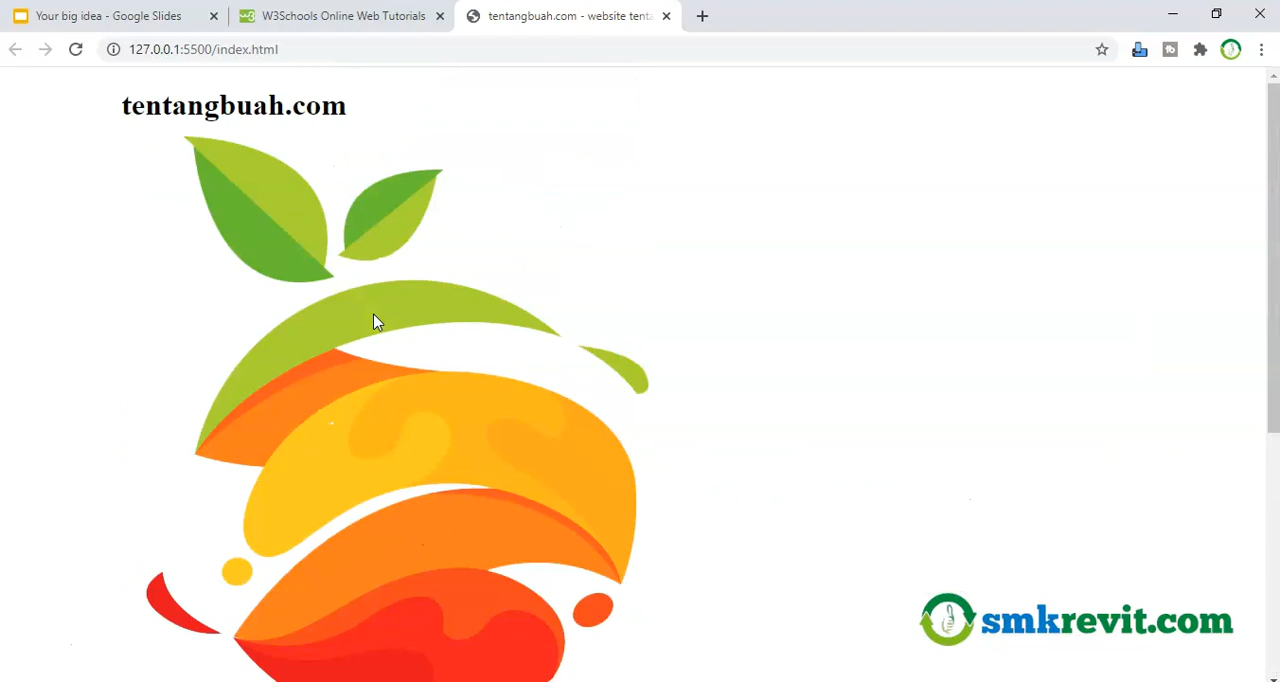 Your big idea - Google Slides
W3Schools Online Web Tutorials
tentangbuah.com - website tenta
127.0.0.1:5500/index.html
tentangbuah.com
smkrevit.com